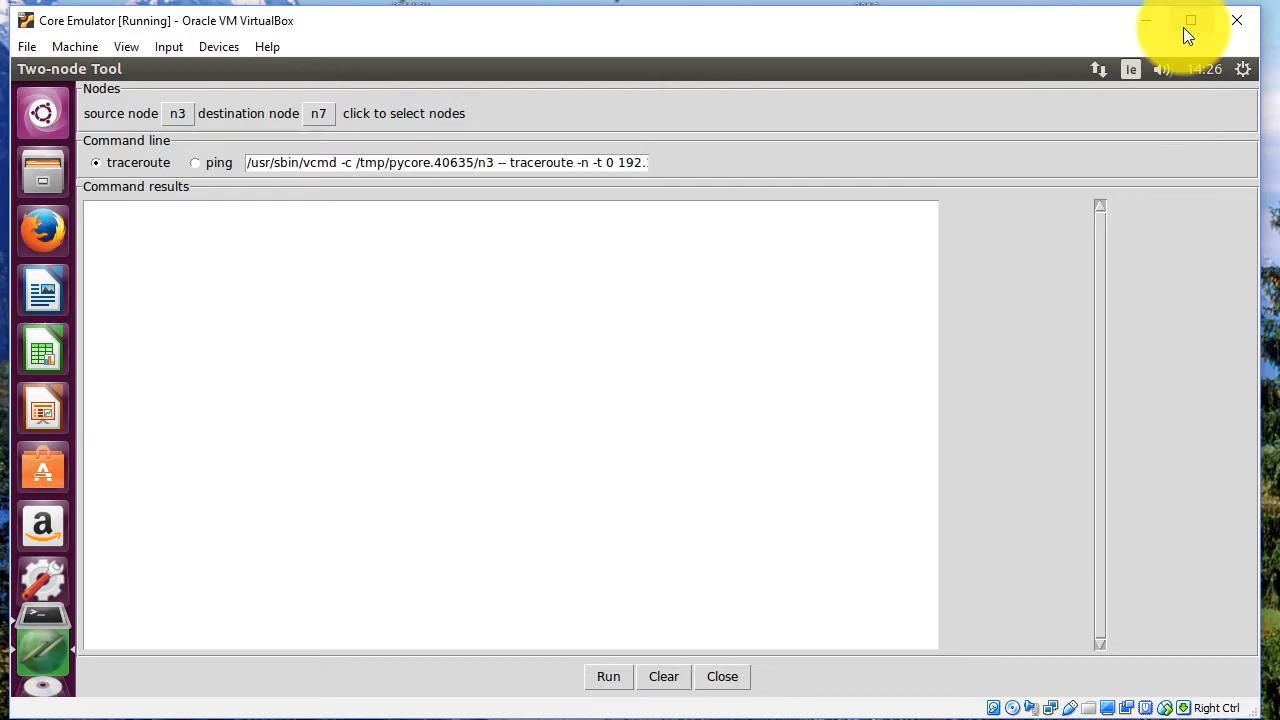 Core Emulator [Running] - Oracle VM VirtualBox
File Machine View Input Devices Help
Two-node Tool
Ie
14:26
Nodes
source node n3 destination node n7 click to select nodes
Command line
traceroute ping /usr/sbin/vcmd -c /tmp/pycore.40635/n3 -- traceroute -n -t 0 192.
Command results
Run Clear Close
Right Ctrl